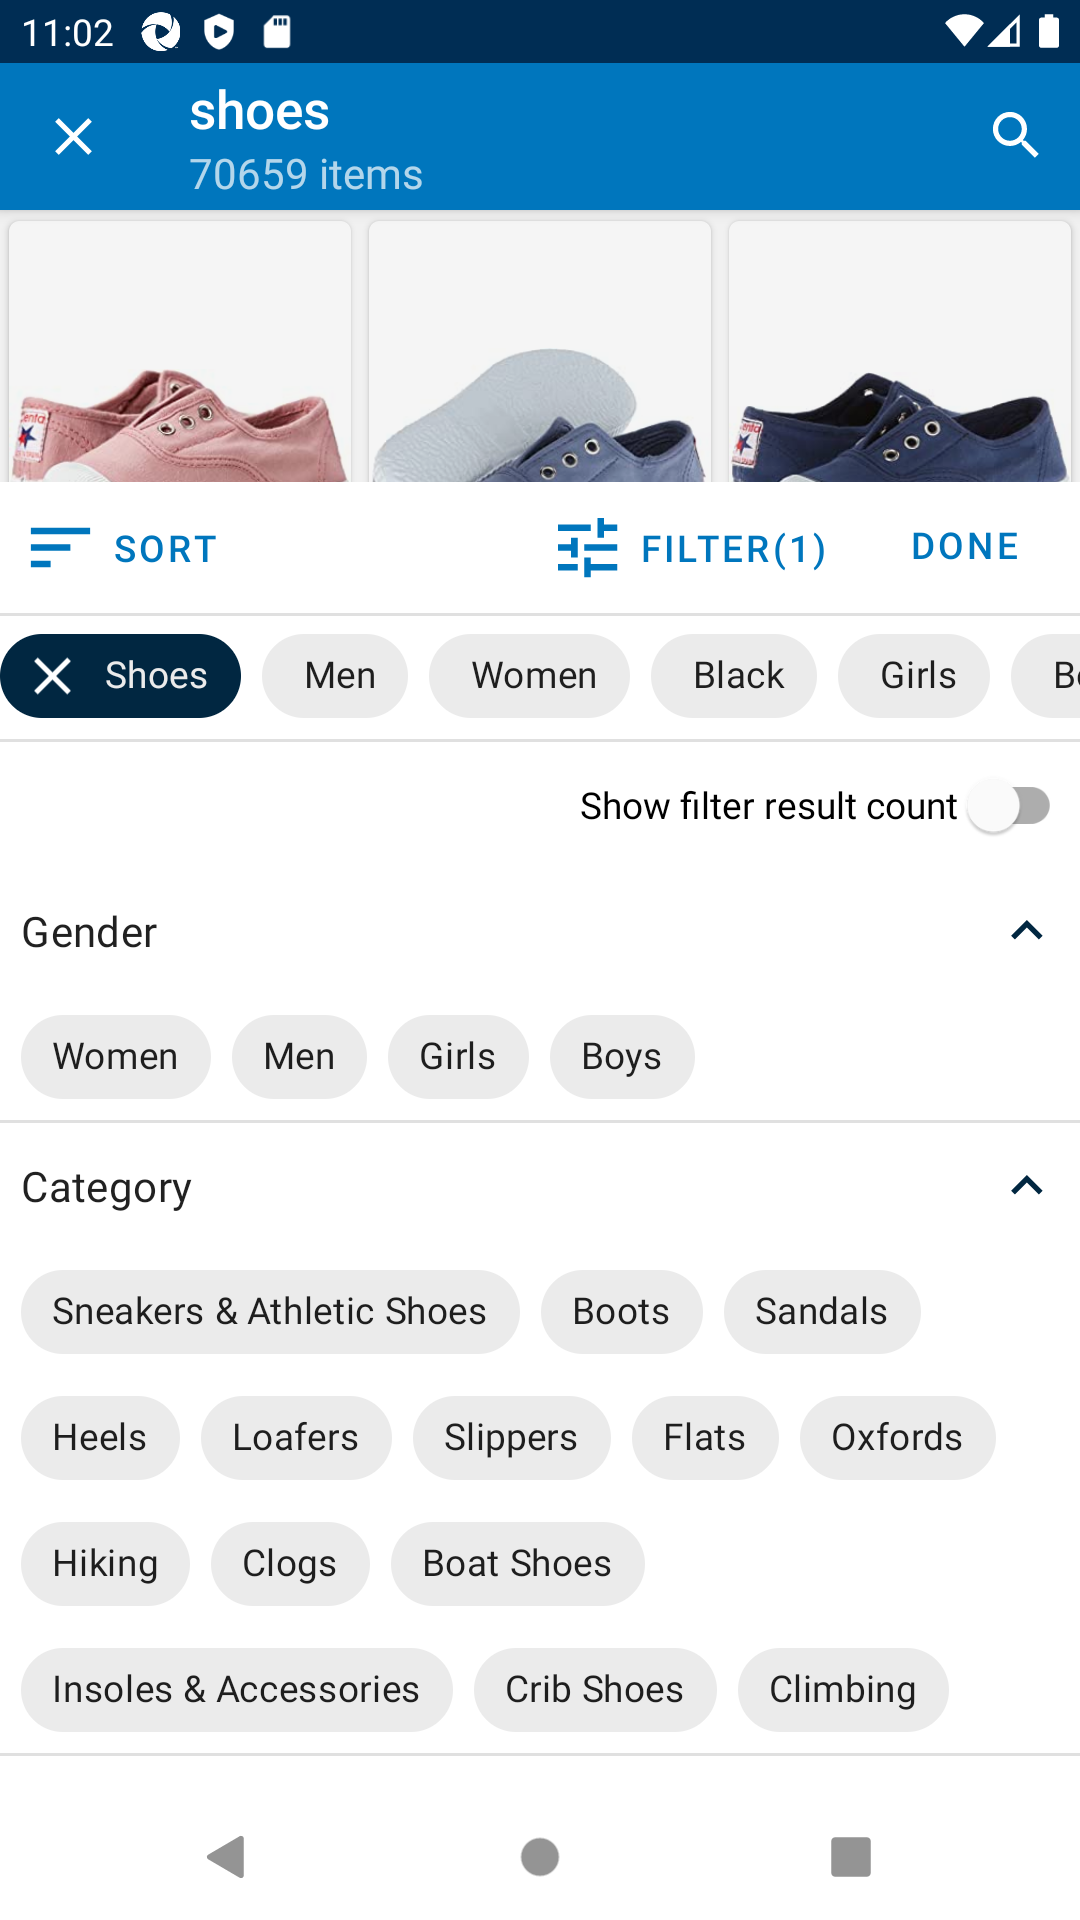 11:02
shoes
70659 items
SORT
FILTER(1)
DONE
Shoes Men Women Black Girls
Show filter result count
Gender
Women Men Girls Boys
Category
Sneakers & Athletic Shoes Boots Sandals
Heels Loafers Slippers Flats Oxfords
Hiking Clogs Boat Shoes
Insoles & Accessories Crib Shoes Climbing